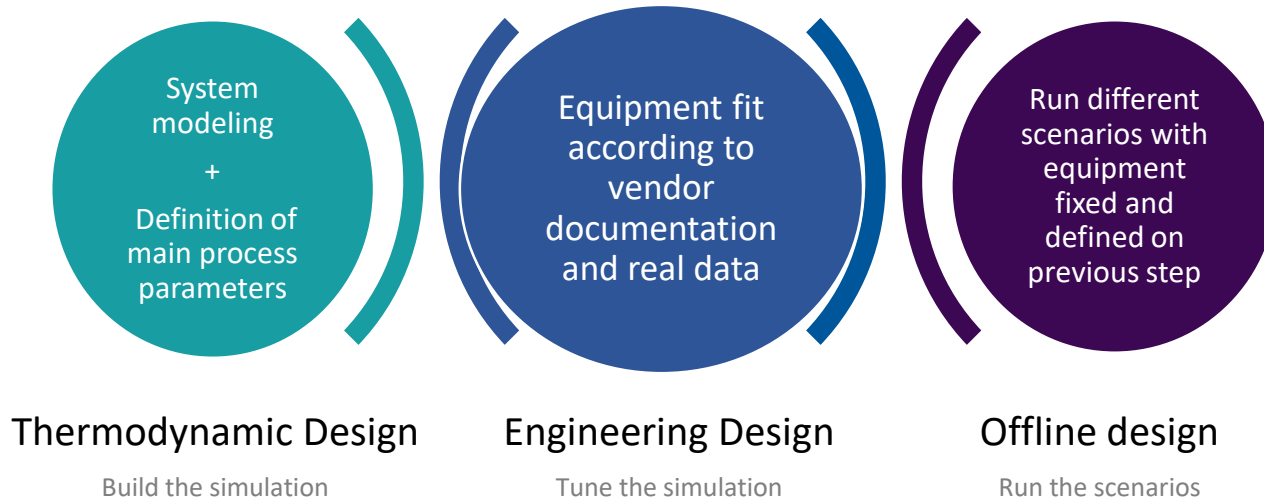 System
modeling
+
Definition of
main process
parameters
Equipment fit
according to
vendor
documentation
and real data
Run different
scenarios with
equipment
fixed and
defined on
previous step
Thermodynamic Design
Engineering Design
Offline design
Build the simulation
Tune the simulation
Run the scenarios